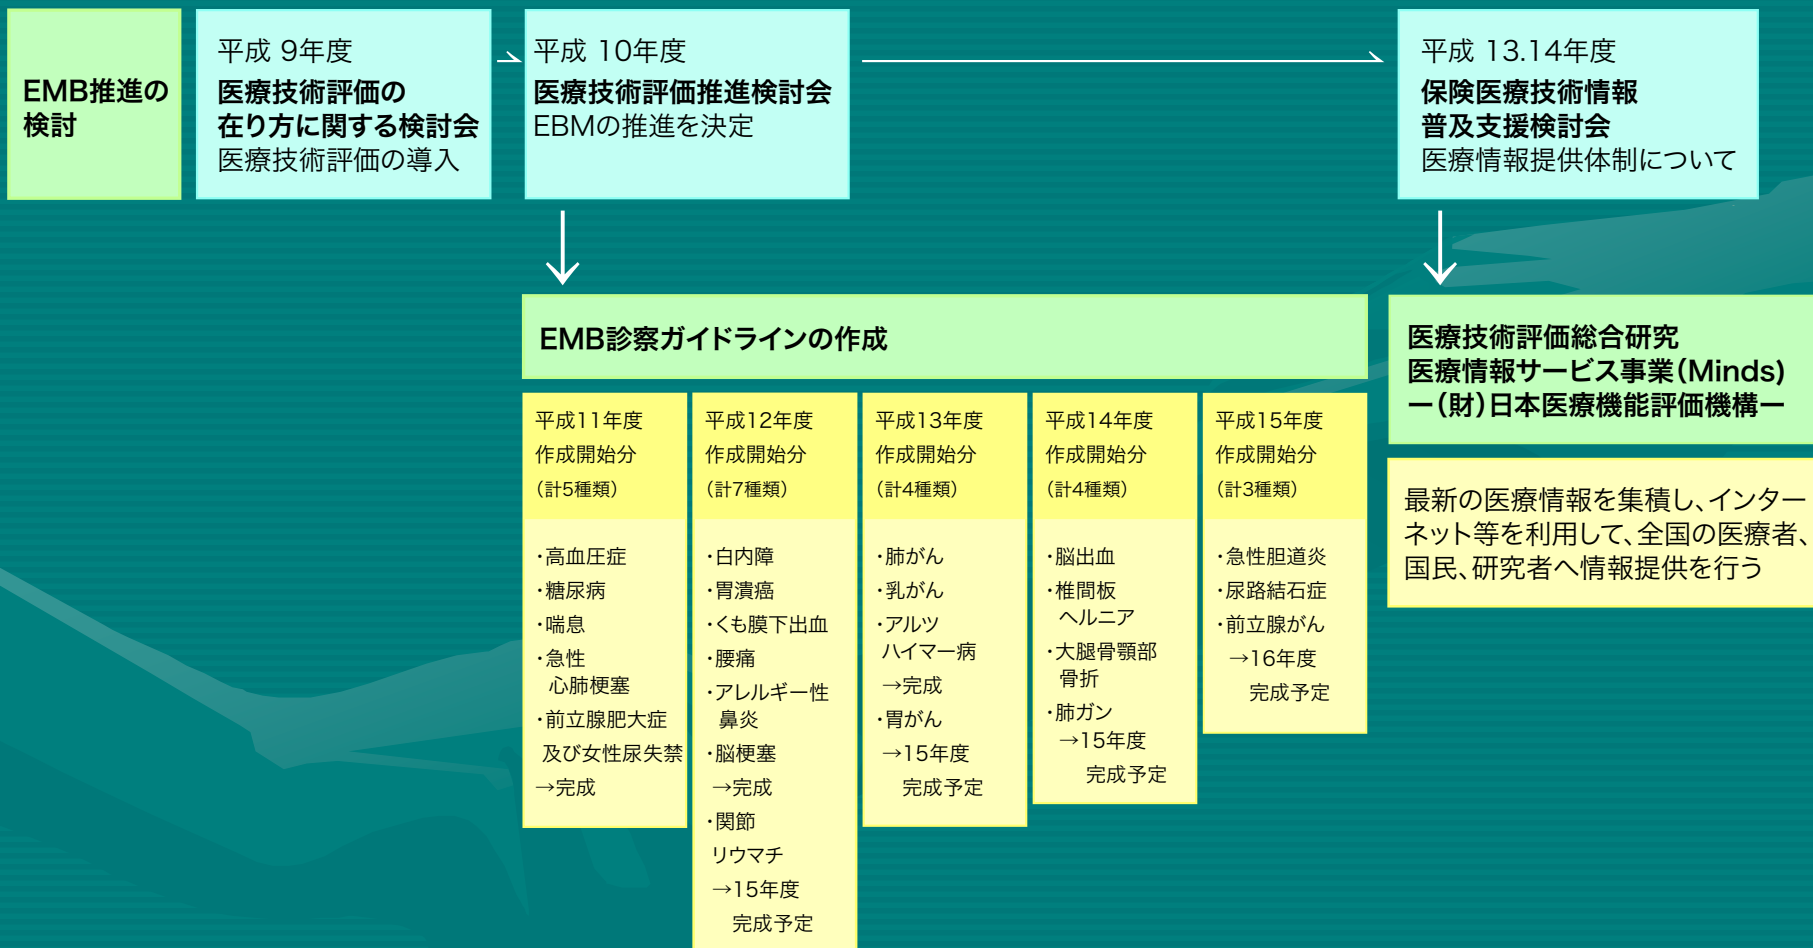 EMB推進の
検討
平成 9年度
医療技術評価の
在り方に関する検討会
医療技術評価の導入
平成 10年度
医療技術評価推進検討会
EBMの推進を決定
平成 13.14年度
保険医療技術情報
普及支援検討会
医療情報提供体制について
EMB診察ガイドラインの作成
平成11年度
作成開始分
(計5種類)
・高血圧症
・糖尿病
・喘息
・急性
心肺梗塞
・前立腺肥大症
及び女性尿失禁
→完成
平成12年度
作成開始分
(計7種類)
・白内障
・胃潰瘍
・くも膜下出血
・腰痛
・アレルギー性
鼻炎
・脳梗塞
→完成
・関節
リウマチ
→15年度
完成予定
平成13年度
作成開始分
(計4種類)
・肺がん
・乳がん
・アルツ
ハイマー病
→完成
・胃がん
→15年度
完成予定
平成14年度
作成開始分
(計4種類)
・脳出血
・椎間板
ヘルニア
・大腿骨顎部
骨折
・肺ガン
→15年度
完成予定
平成15年度
作成開始分
(計3種類)
・急性胆道炎
・尿路結石症
・前立腺がん
→16年度
完成予定
医療技術評価総合研究
医療情報サービス事業(Minds)
ー(財)日本医療機能評価機構ー
最新の医療情報を集積し、インター
ネット等を利用して、全国の医療者、
国民、研究者へ情報提供を行う